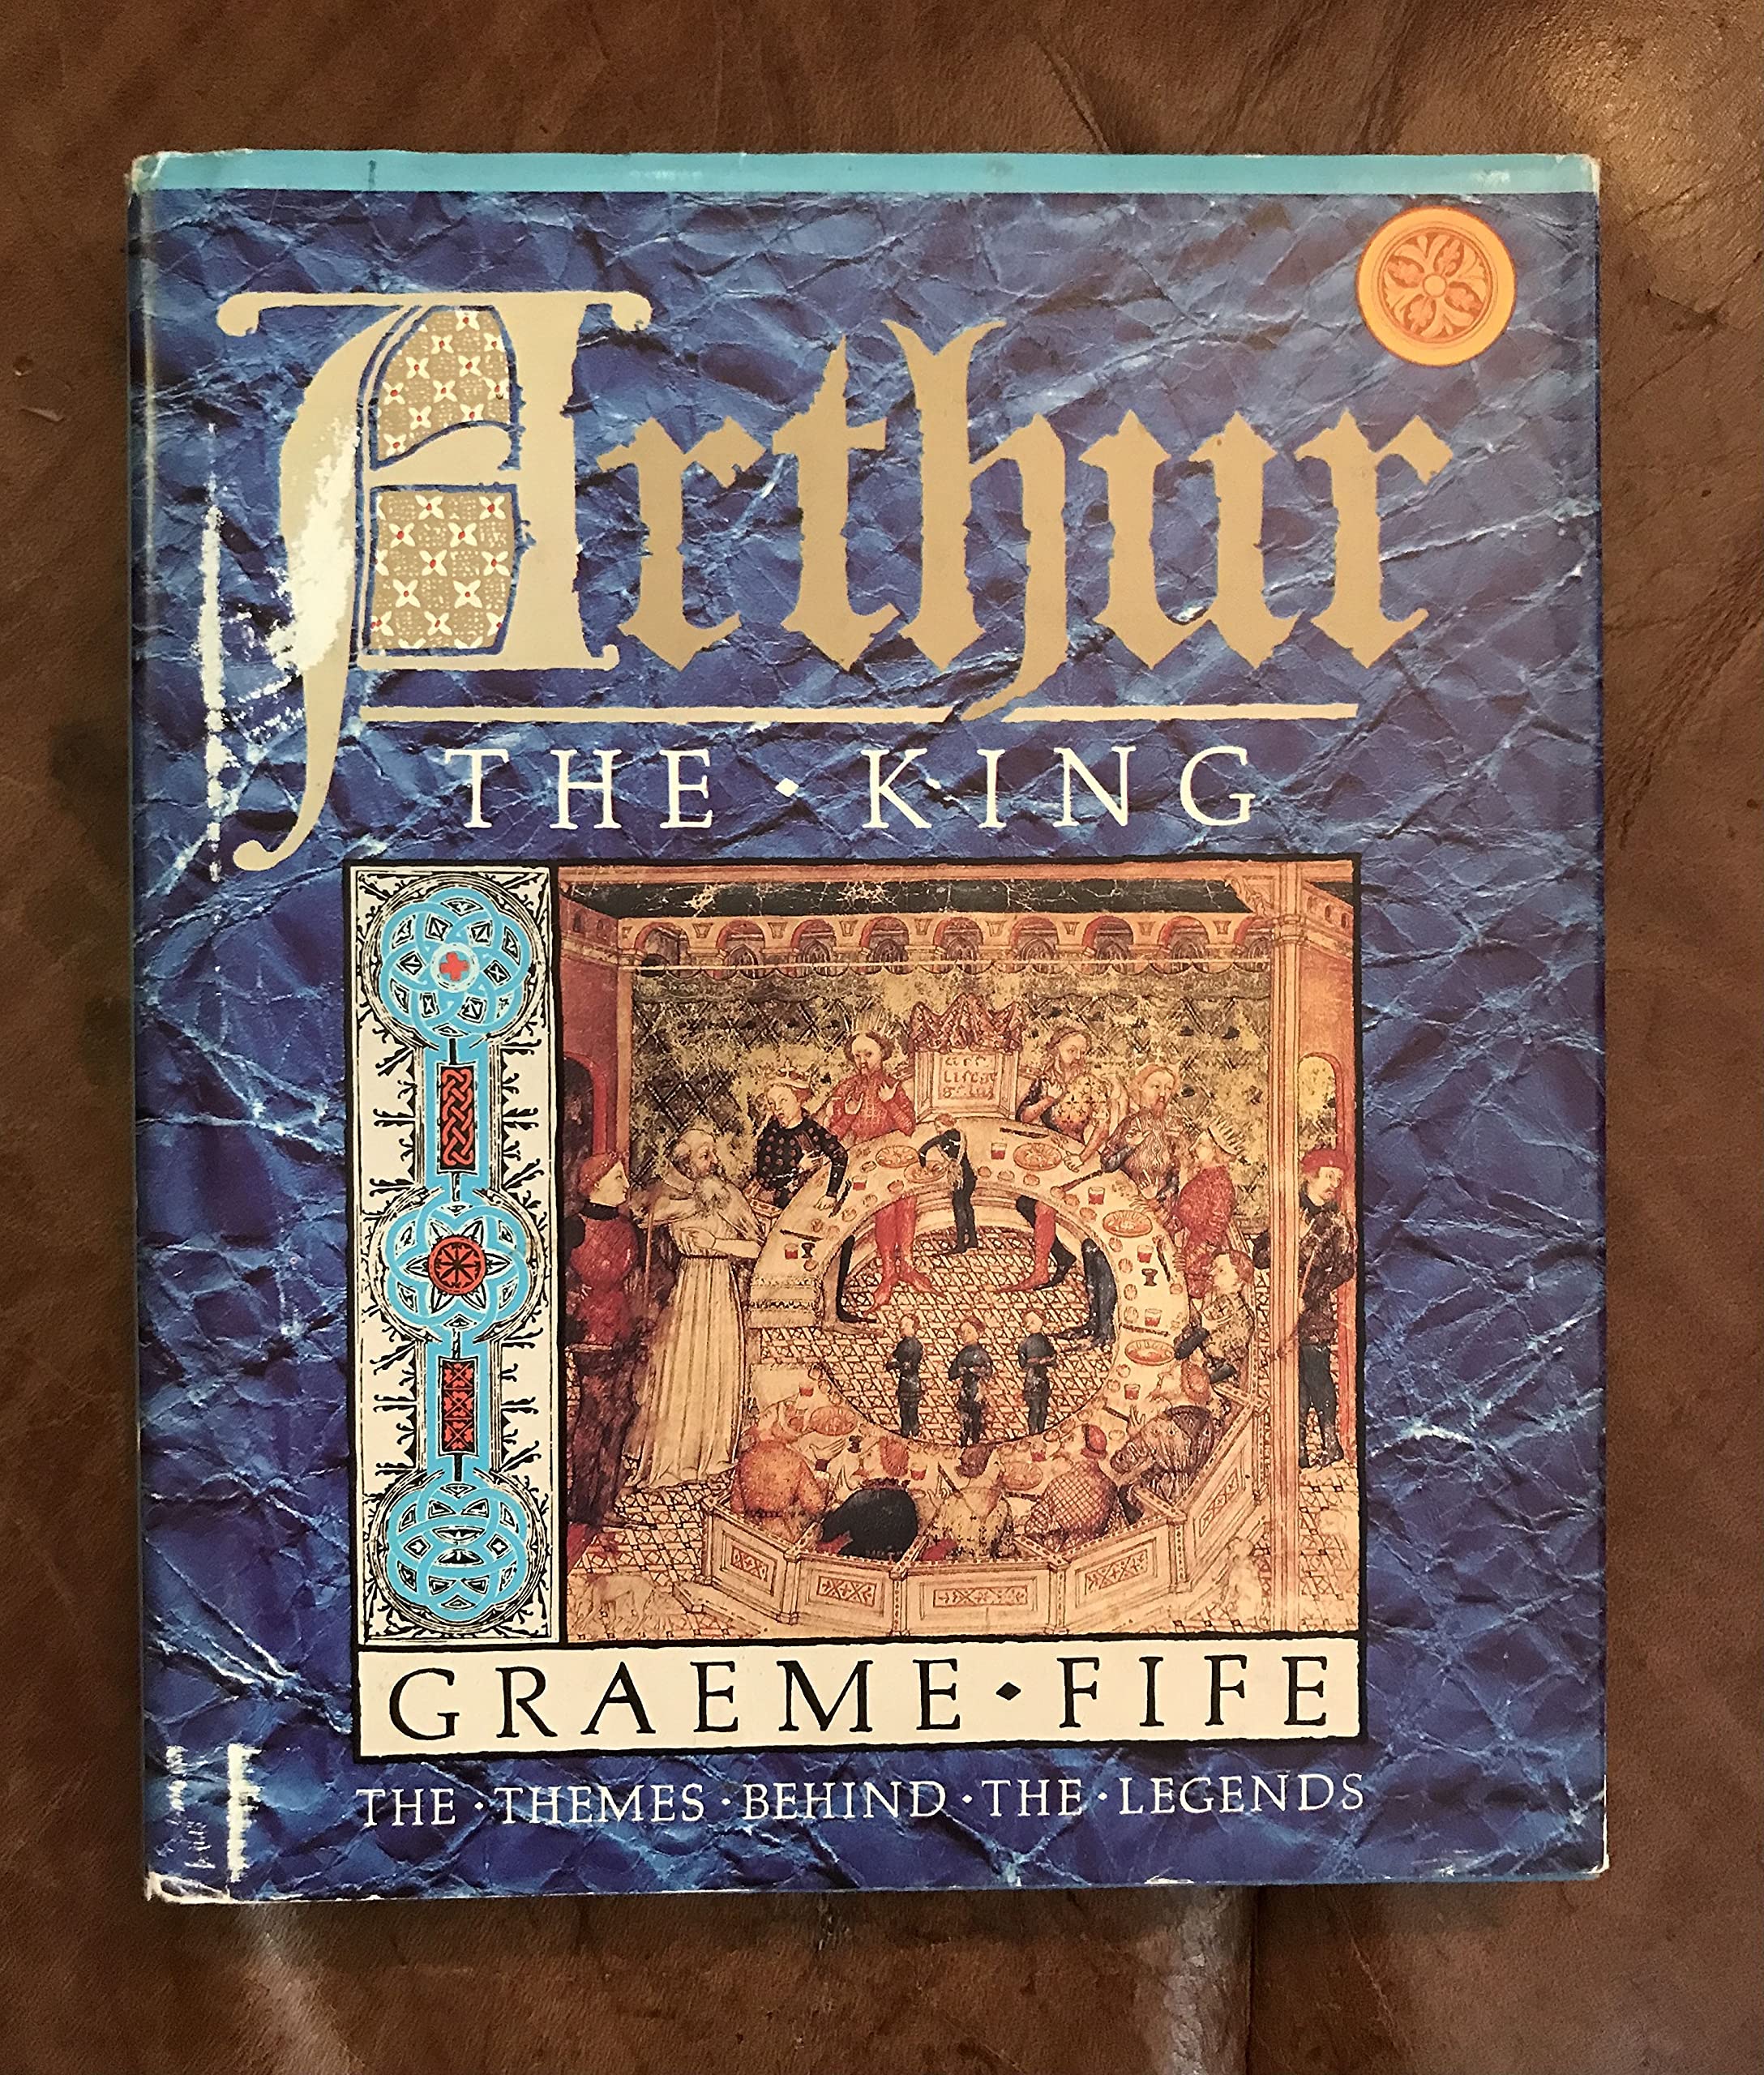 Arthur
THE · KING
GRAEME · FIFE
THE · THEMES · BEHIND · THE · LEGENDS